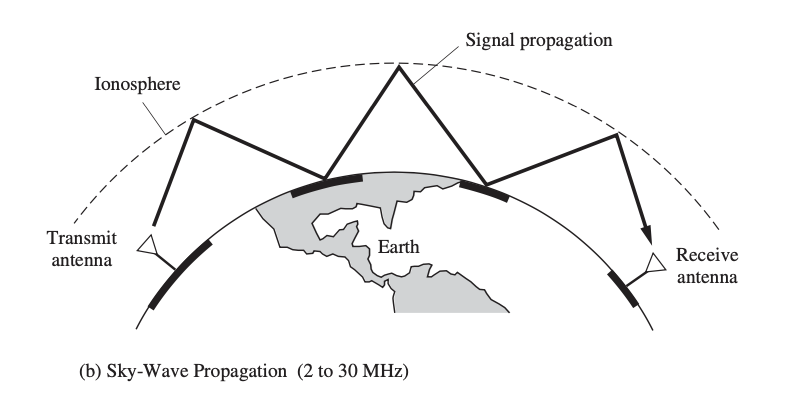 Signal propagation
Ionosphere
Transmit
antenna
Earth
Receive
antenna
(b) Sky-Wave Propagation (2 to 30 MHz)